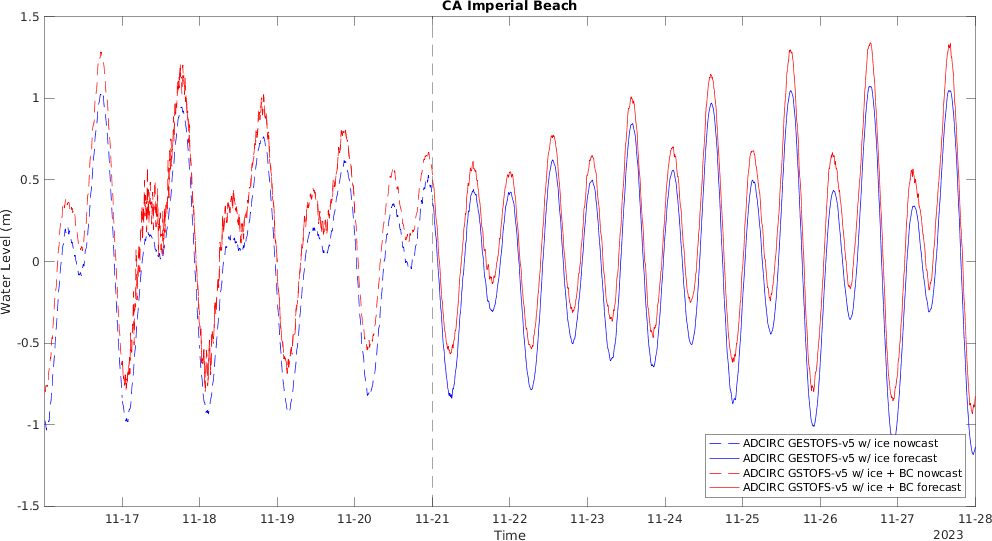 CA Imperial Beach
1.5
1
0.5
0
-0.5
-1
-1.5
Water Level (m)
11-17
11-18
11-19
11-20
11-21
11-22
11-23
11-24
11-25
11-26
11-27
11-28
Time
2023
ADCIRC GESTOFS-v5 w/ ice nowcast
ADCIRC GESTOFS-v5 w/ ice forecast
ADCIRC GSTOFS-v5 w/ ice + BC nowcast
ADCIRC GSTOFS-v5 w/ ice + BC forecast